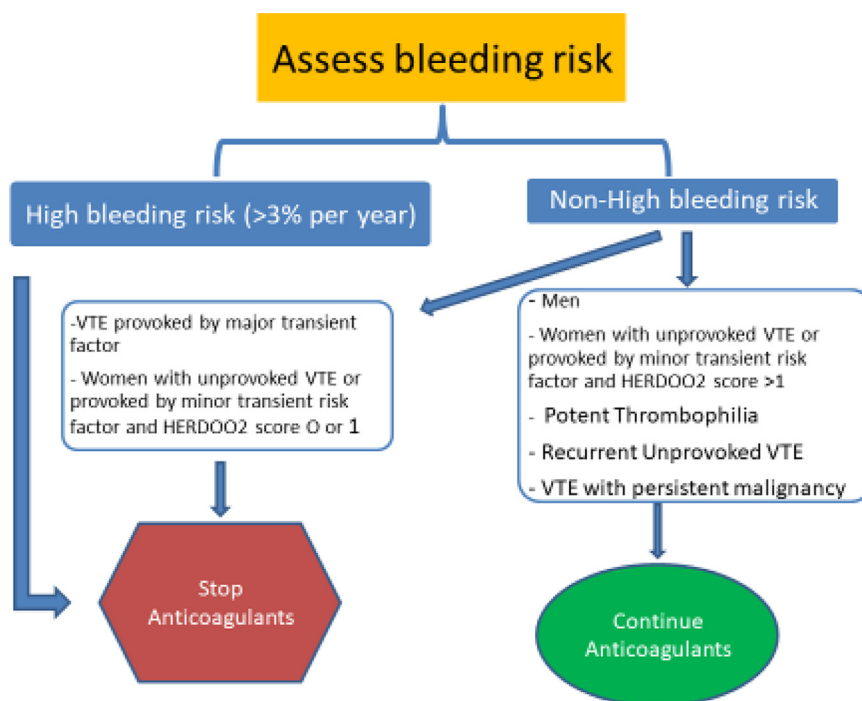 Assess bleeding risk
High bleeding risk (>3% per year)
Non-High bleeding risk
-VTE provoked by major transient
factor
- Women with unprovoked VTE or
provoked by minor transient risk
factor and HERDOO2 score O or 1
- Men
- Women with unprovoked VTE or
provoked by minor transient risk
factor and HERDOO2 score >1
- Potent Thrombophilia
- Recurrent Unprovoked VTE
- VTE with persistent malignancy
Stop
Anticoagulants
Continue
Anticoagulants